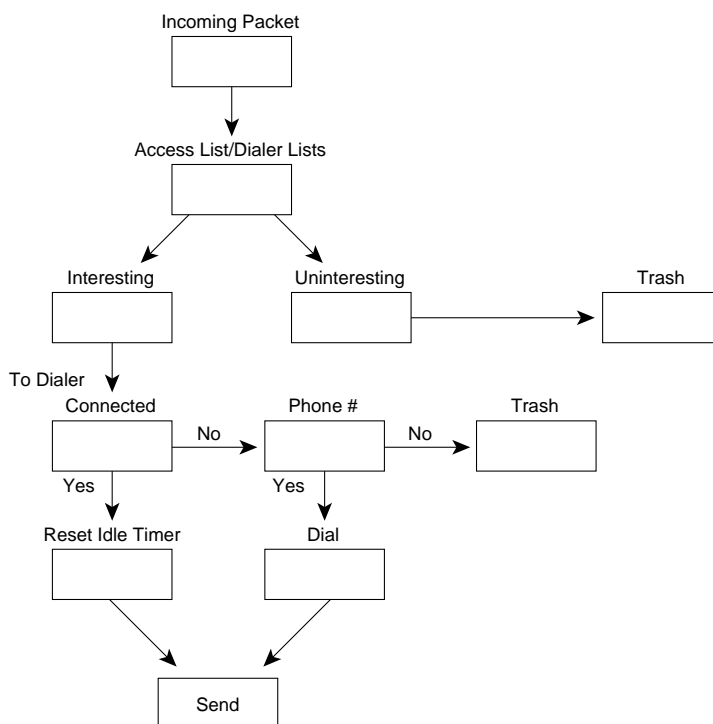 Incoming Packet
Access List/Dialer Lists
Interesting
Uninteresting
Trash
To Dialer
Connected
No
Phone #
No
Trash
Yes
Yes
Reset Idle Timer
Dial
Send